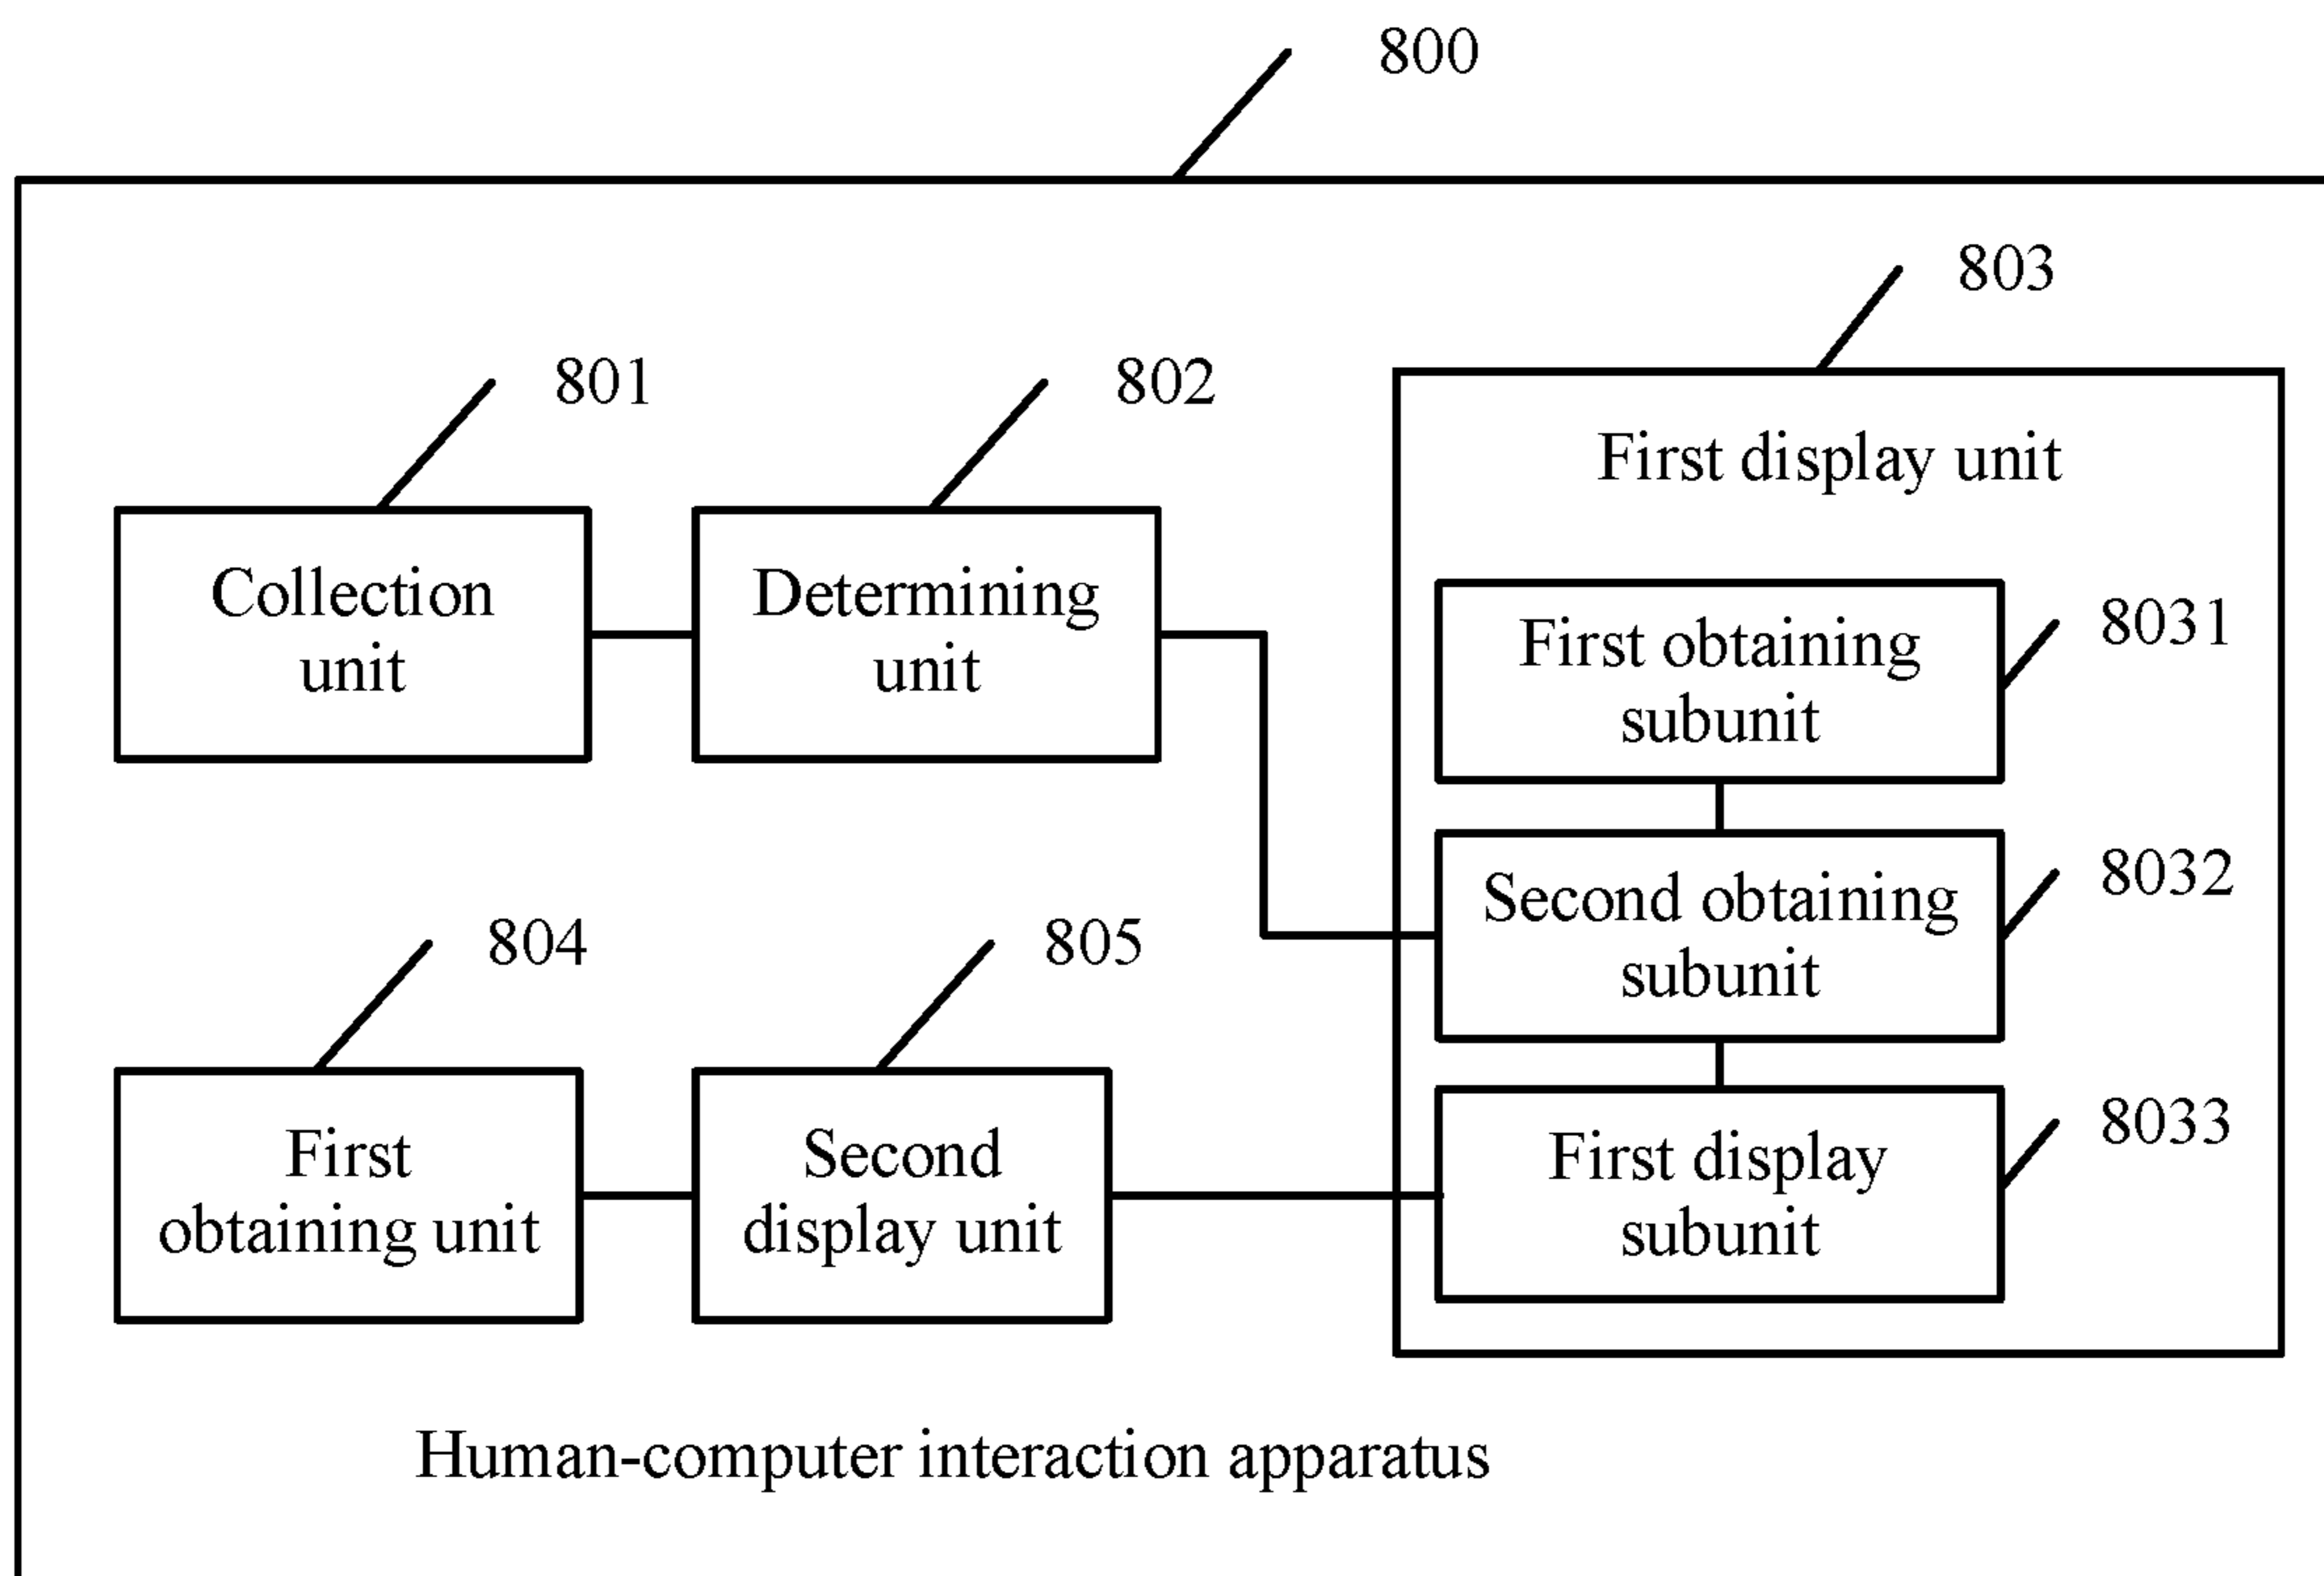 800
803
801
802
First display unit
Collection
unit
Determining
unit
First obtaining
subunit
8031
Second obtaining
subunit
8032
804
805
First
obtaining unit
Second
display unit
First display
subunit
8033
Human-computer interaction apparatus